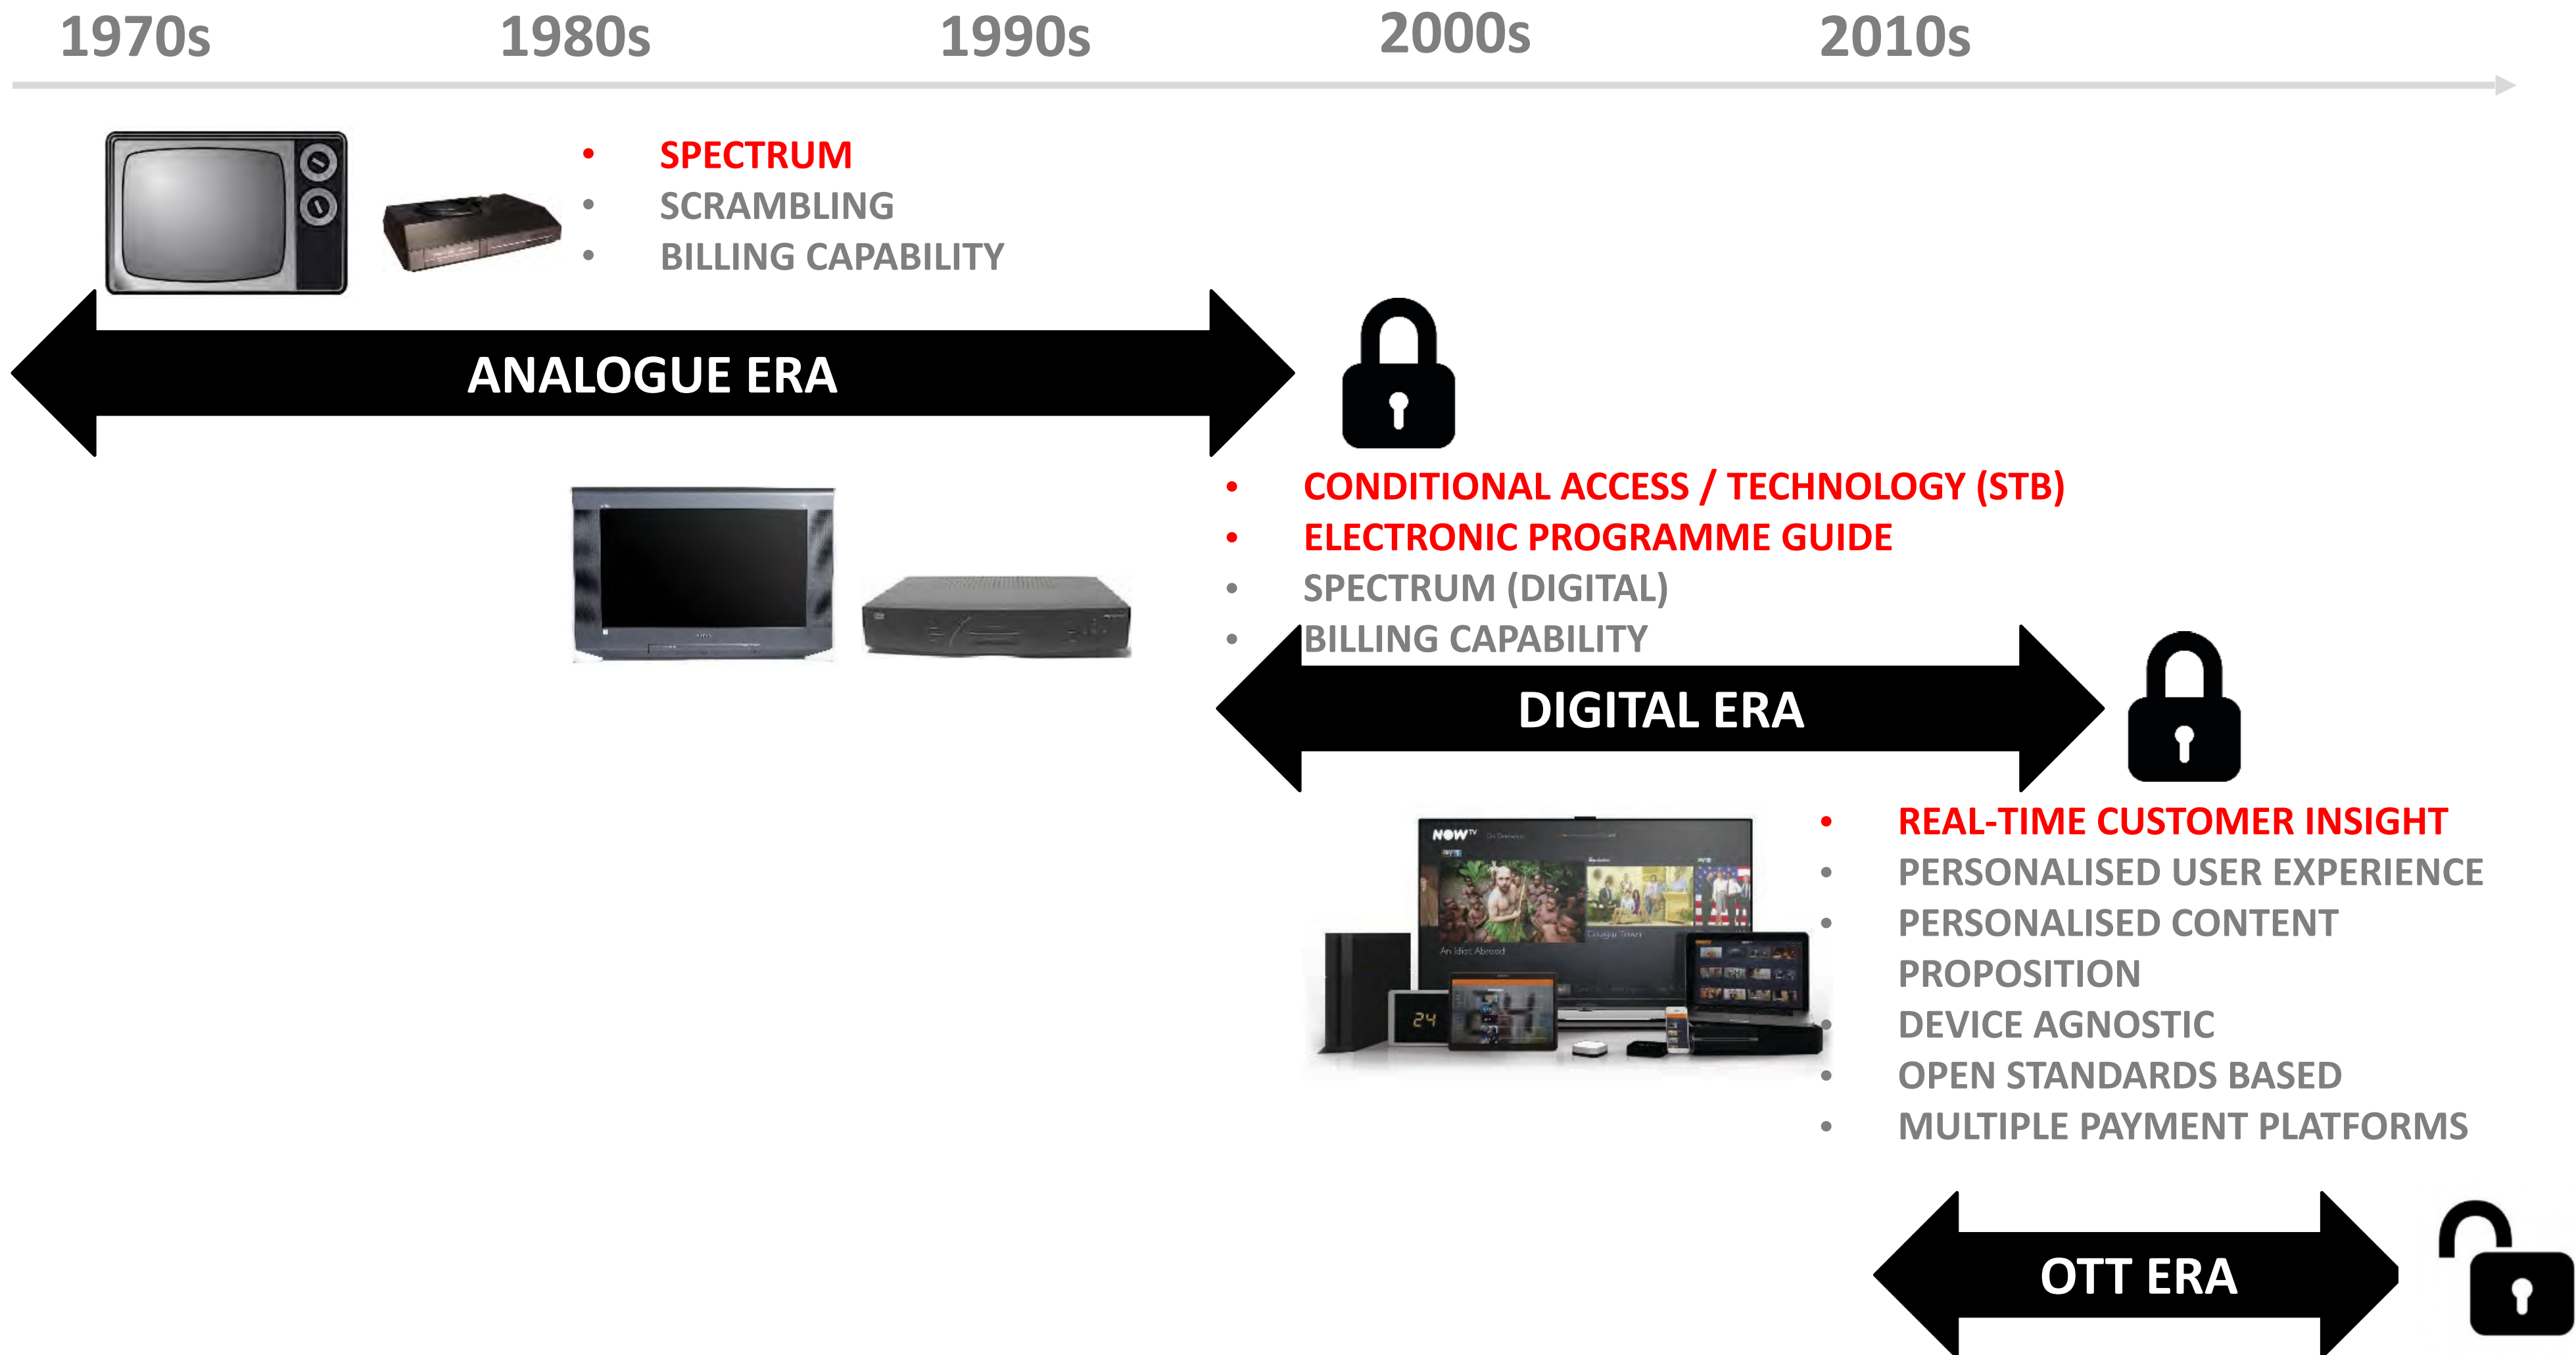 1970s
1980s
1990s
2000s
2010s
• SPECTRUM
• SCRAMBLING
• BILLING CAPABILITY
ANALOGUE ERA
• CONDITIONAL ACCESS / TECHNOLOGY (STB)
• ELECTRONIC PROGRAMME GUIDE
• SPECTRUM (DIGITAL)
• BILLING CAPABILITY
DIGITAL ERA
NOW TV
An Idiot Abroad
24
• REAL-TIME CUSTOMER INSIGHT
• PERSONALISED USER EXPERIENCE
• PERSONALISED CONTENT
PROPOSITION
• DEVICE AGNOSTIC
• OPEN STANDARDS BASED
• MULTIPLE PAYMENT PLATFORMS
OTT ERA